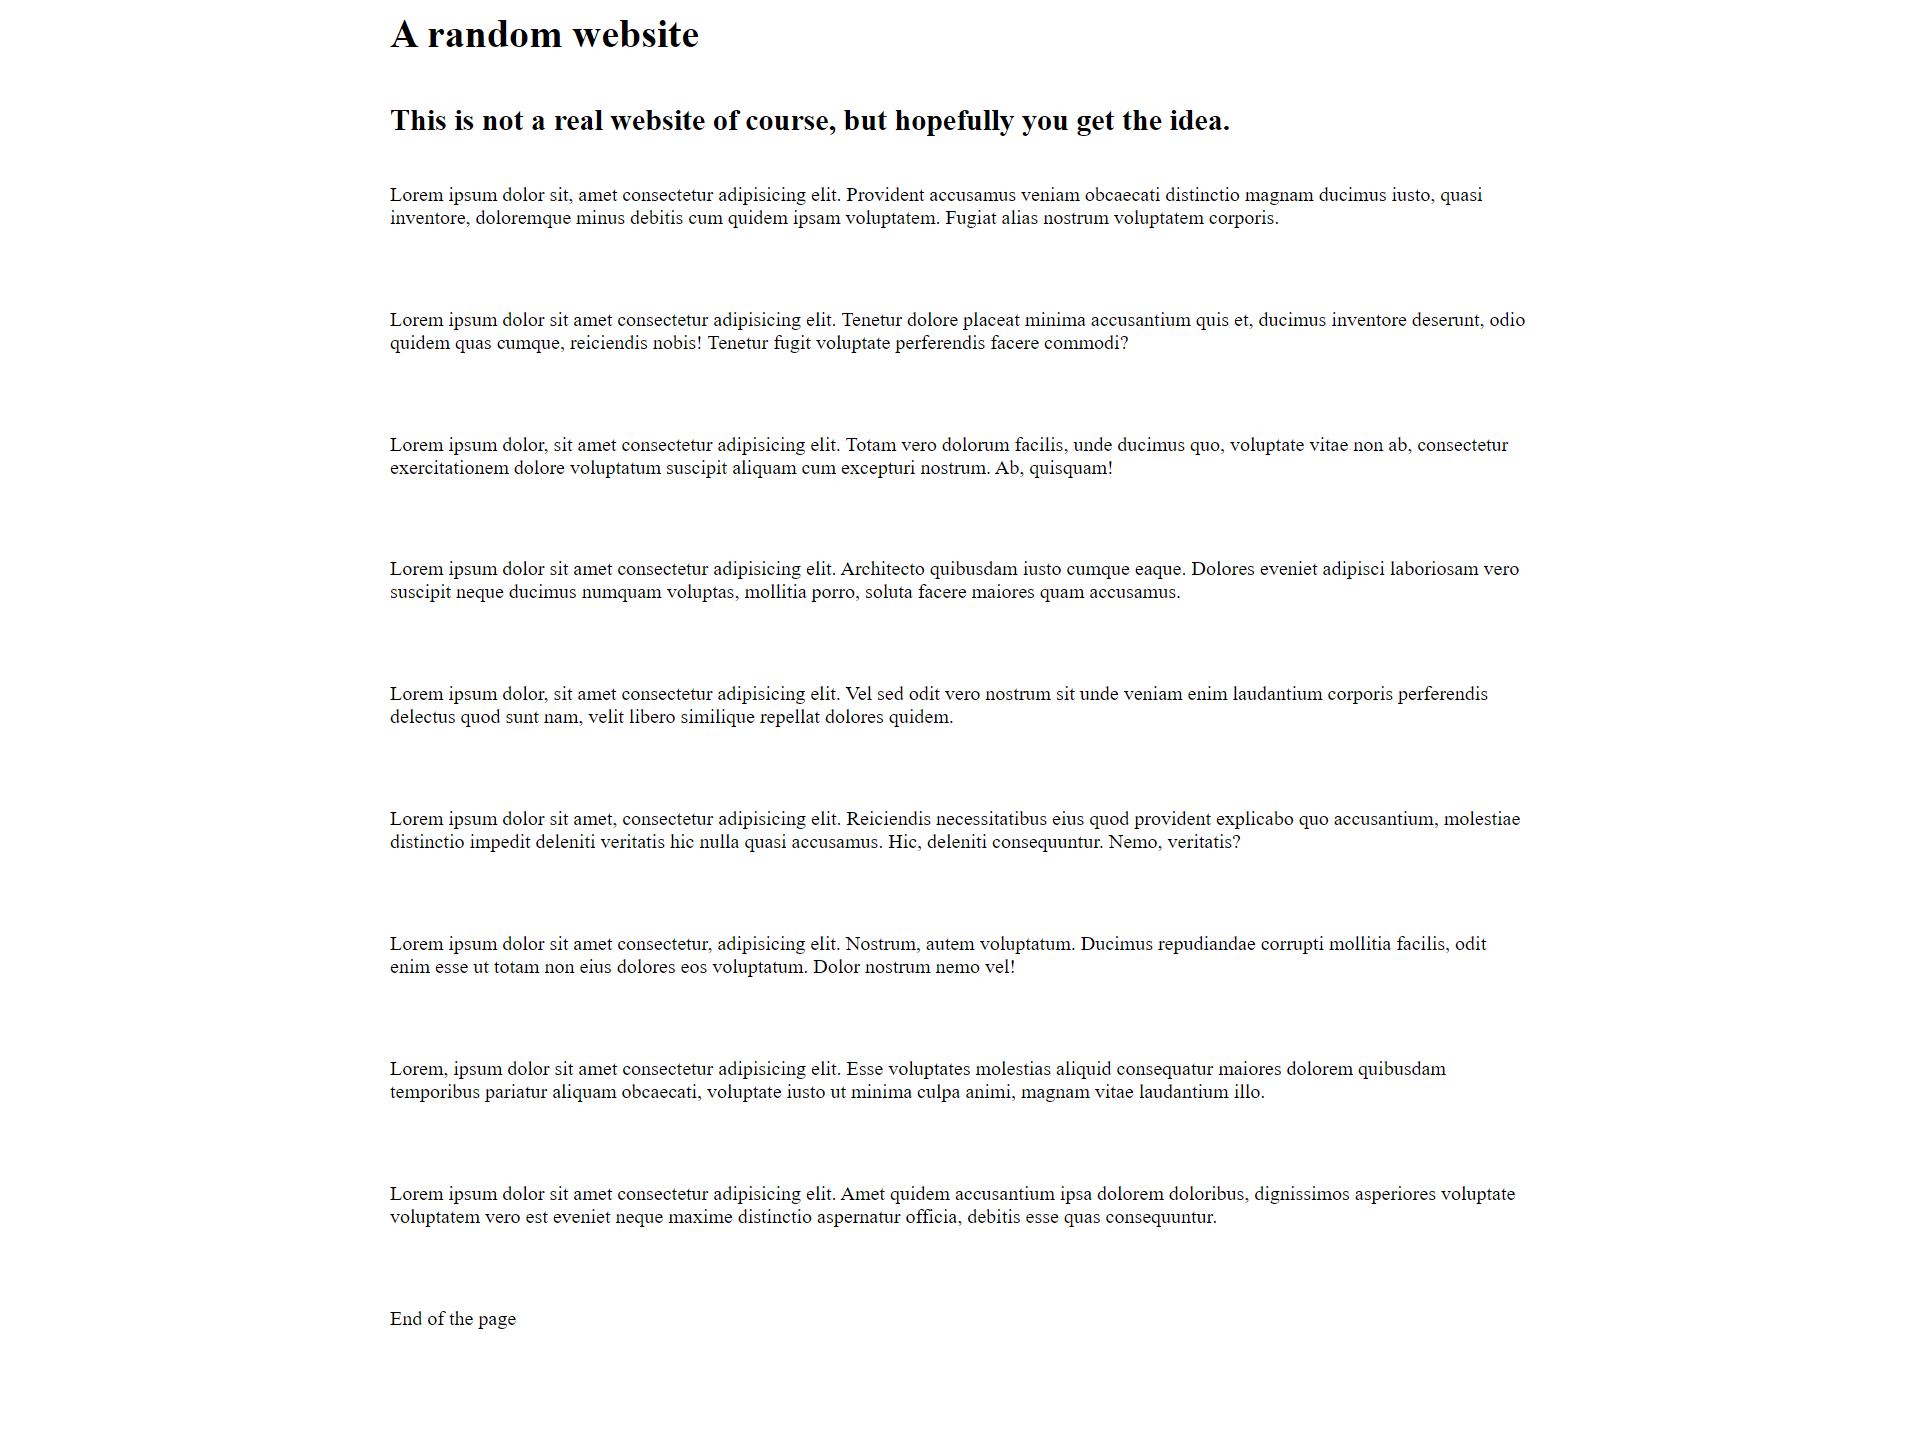 A random website
This is not a real website of course, but hopefully you get the idea.
Lorem ipsum dolor sit, amet consectetur adipisicing elit. Provident accusamus veniam obcaecati distinctio magnam ducimus iusto, quasi
inventore, doloremque minus debitis cum quidem ipsam voluptatem. Fugiat alias nostrum voluptatem corporis.
Lorem ipsum dolor sit amet consectetur adipisicing elit. Tenetur dolore placeat minima accusantium quis et, ducimus inventore deserunt, odio
quidem quas cumque, reiciendis nobis! Tenetur fugit voluptate perferendis facere commodi?
Lorem ipsum dolor, sit amet consectetur adipisicing elit. Totam vero dolorum facilis, unde ducimus quo, voluptate vitae non ab, consectetur
exercitationem dolore voluptatum suscipit aliquam cum excepturi nostrum. Ab, quisquam!
Lorem ipsum dolor sit amet consectetur adipisicing elit. Architecto quibusdam iusto cumque eaque. Dolores eveniet adipisci laboriosam vero
suscipit neque ducimus numquam voluptas, mollitia porro, soluta facere maiores quam accusamus.
Lorem ipsum dolor, sit amet consectetur adipisicing elit. Vel sed odit vero nostrum sit unde veniam enim laudantium corporis perferendis
delectus quod sunt nam, velit libero similique repellat dolores quidem.
Lorem ipsum dolor sit amet, consectetur adipisicing elit. Reiciendis necessitatibus eius quod provident explicabo quo accusantium, molestiae
distinctio impedit deleniti veritatis hic nulla quasi accusamus. Hic, deleniti consequuntur. Nemo, veritatis?
Lorem ipsum dolor sit amet consectetur, adipisicing elit. Nostrum, autem voluptatum. Ducimus repudiandae corrupti mollitia facilis, odit
enim esse ut totam non eius dolores eos voluptatum. Dolor nostrum nemo vel!
Lorem, ipsum dolor sit amet consectetur adipisicing elit. Esse voluptates molestias aliquid consequatur maiores dolorem quibusdam
temporibus pariatur aliquam obcaecati, voluptate iusto ut minima culpa animi, magnam vitae laudantium illo.
Lorem ipsum dolor sit amet consectetur adipisicing elit. Amet quidem accusantium ipsa dolorem doloribus, dignissimos asperiores voluptate
voluptatem vero est eveniet neque maxime distinctio aspernatur officia, debitis esse quas consequuntur.
End of the page